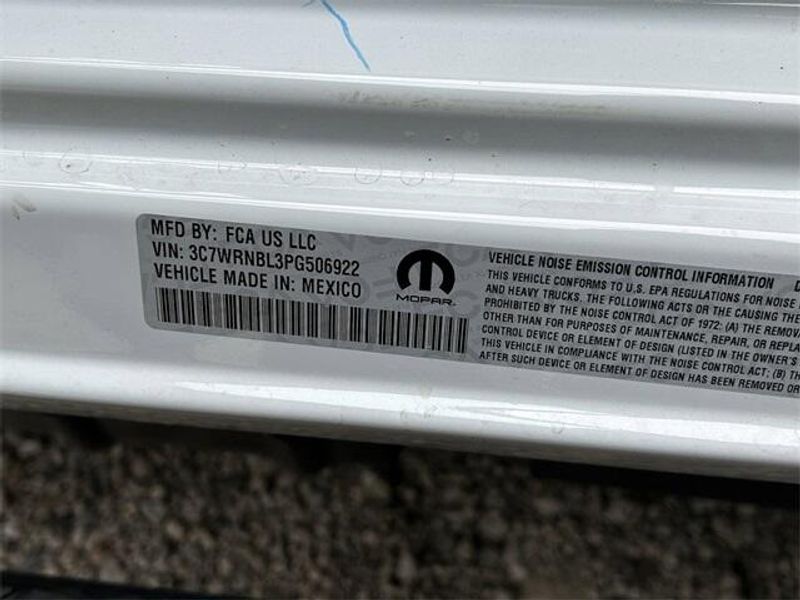 MFD BY: FCA US LLC
VIN: 3C7WRNBL3PG506922
VEHICLE MADE IN: MEXICO
MOPAR
VEHICLE NOISE EMISSION CONTROL INFORMATION
THIS VEHICLE CONFORMS TO U.S. EPA REGULATIONS FOR NOISE
AND HEAVY TRUCKS. THE FOLLOWING ACTS OR THE CAUSING THE
PROHIBITED BY THE NOISE CONTROL ACT OF 1972: (A) THE REMOVA
OTHER THAN FOR PURPOSES OF MAINTENANCE, REPAIR, OR REPLA
CONTROL DEVICE OR ELEMENT OF DESIGN (LISTED IN THE OWNER'S
THIS VEHICLE IN COMPLIANCE WITH THE NOISE CONTROL ACT; (B) TH
AFTER SUCH DEVICE OR ELEMENT OF DESIGN HAS BEEN REMOVED OR